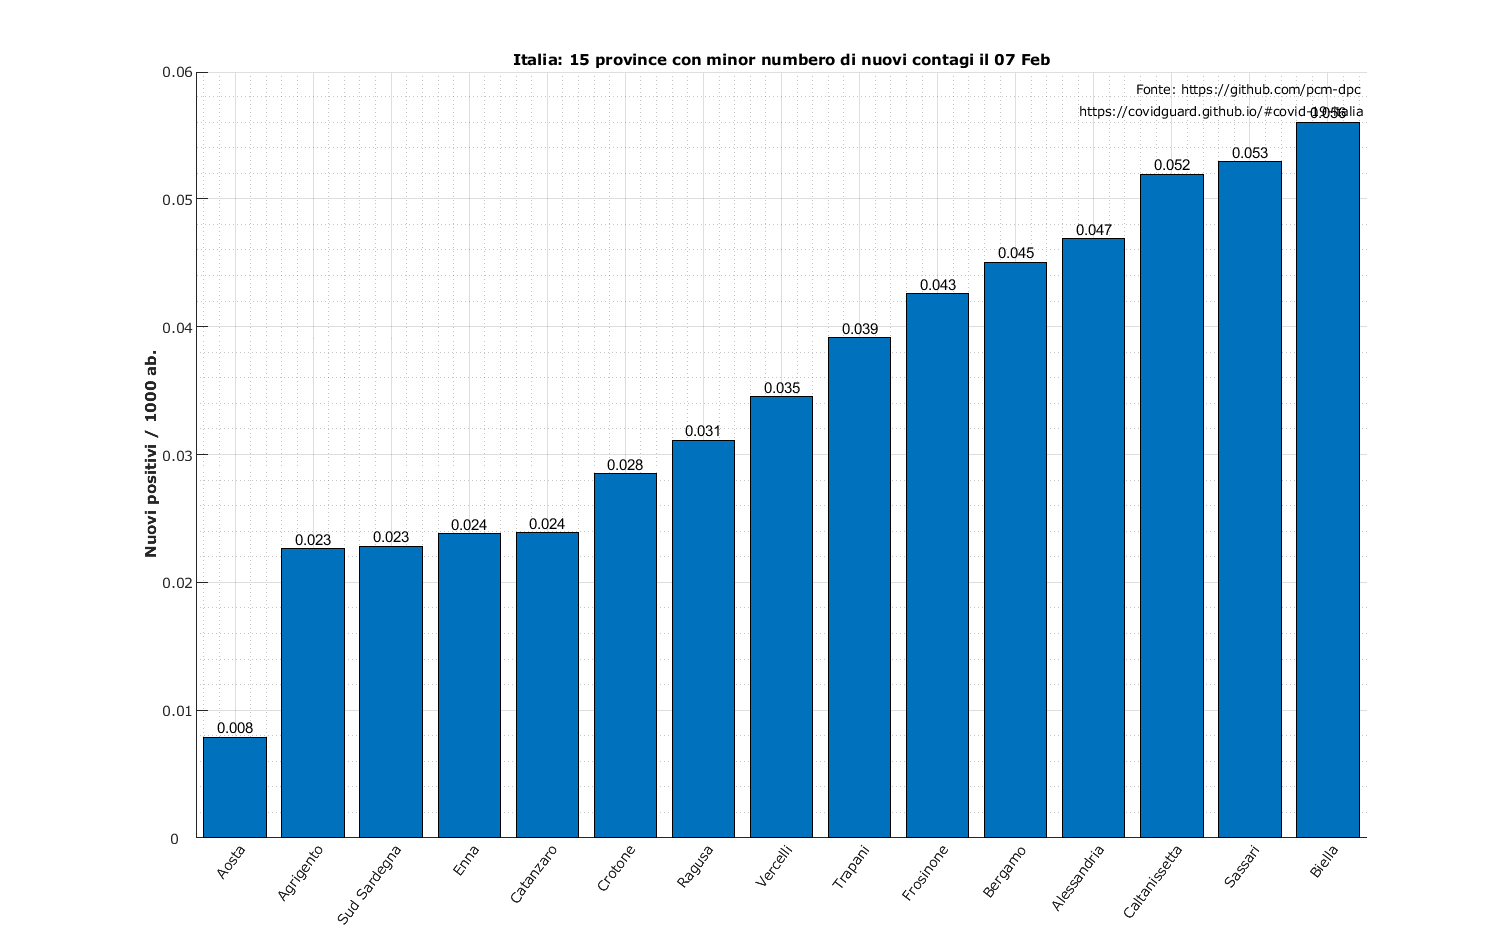 Italia: 15 province con minor numbero di nuovi contagi il 07 Feb
Fonte: https://github.com/pcm-dpc
https://covidguard.github.io/#covid-19-italia
Nuovi positivi / 1000 ab.
0.06
0.05
0.04
0.03
0.02
0.01
0
0.008
0.023
0.023
0.024
0.024
0.028
0.031
0.035
0.039
0.043
0.045
0.047
0.052
0.053
0.056
Aosta
Agrigento
Sud Sardegna
Enna
Catanzaro
Crotone
Ragusa
Vercelli
Trapani
Frosinone
Bergamo
Alessandria
Caltanissetta
Sassari
Biella